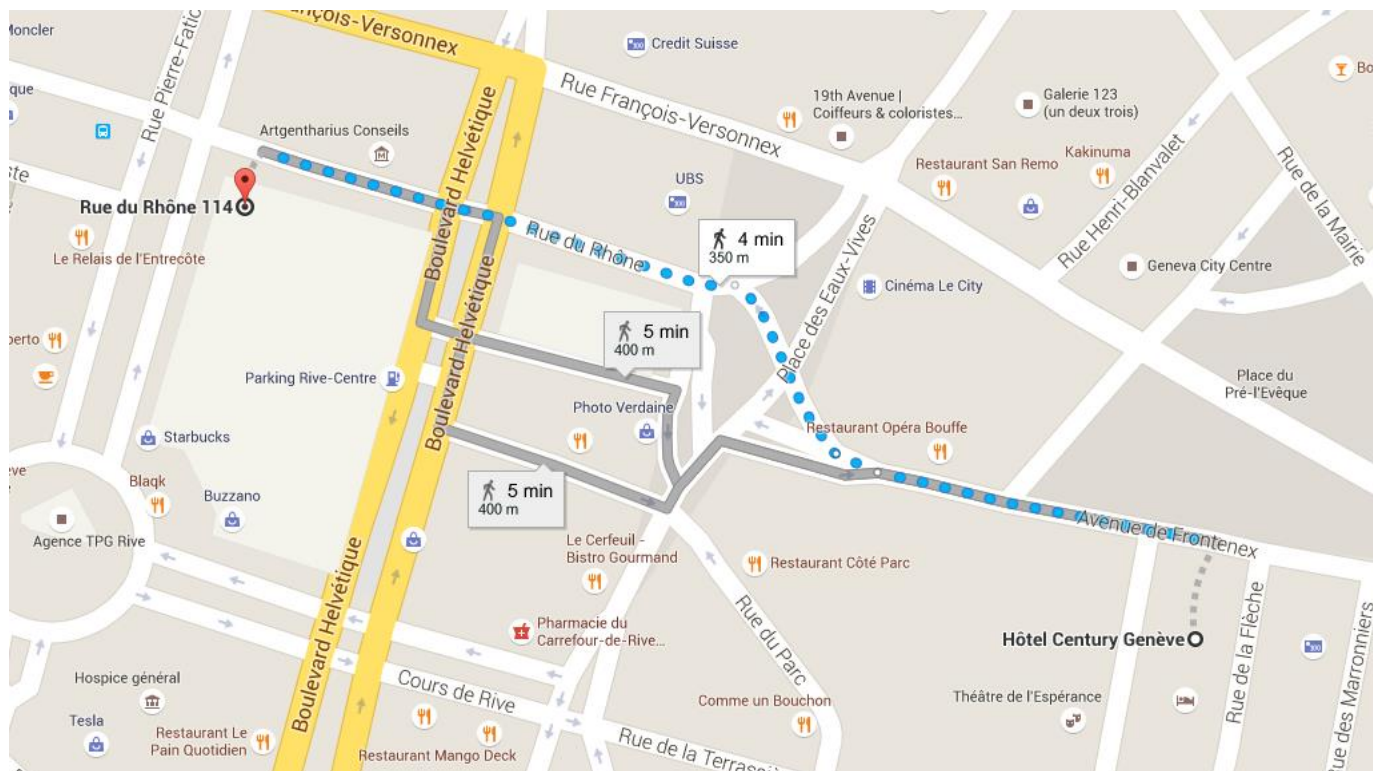 Moncler
François-Versonnex
Rue Pierre-Fatio
Credit Suisse
Rue François-Versonnex
19th Avenue |
Coiffeurs & coloristes...
Galerie 123
(un deux trois)
Bo
que
Artgentharius Conseils
Boulevard Helvétique
Restaurant San Remo
Kakinuma
Rue Henri-Blanvalet
Rue de la Mairie
UBS
ste
Rue du Rhône 114
Le Relais de l'Entrecôte
Rue du Rhône
4 min
350 m
Place des Eaux-Vives
Cinéma Le City
Geneva City Centre
Boulevard Helvétique
5 min
400 m
perto
Parking Rive-Centre
Place du
Pré-l'Evêque
Photo Verdaine
Restaurant Opéra Bouffe
Starbucks
ève
Blaqk
Buzzano
5 min
400 m
Agence TPG Rive
Avenue de Frontenex
Le Cerfeuil -
Bistro Gourmand
Restaurant Côté Parc
Boulevard Helvétique
Pharmacie du
Carrefour-de-Rive...
Rue du Parc
Hôtel Century Genève
Rue de la Flèche
Rue des Marronniers
Hospice général
Cours de Rive
Comme un Bouchon
Théâtre de l'Espérance
Tesla
Restaurant Le
Pain Quotidien
Restaurant Mango Deck
Rue de la Terrassière